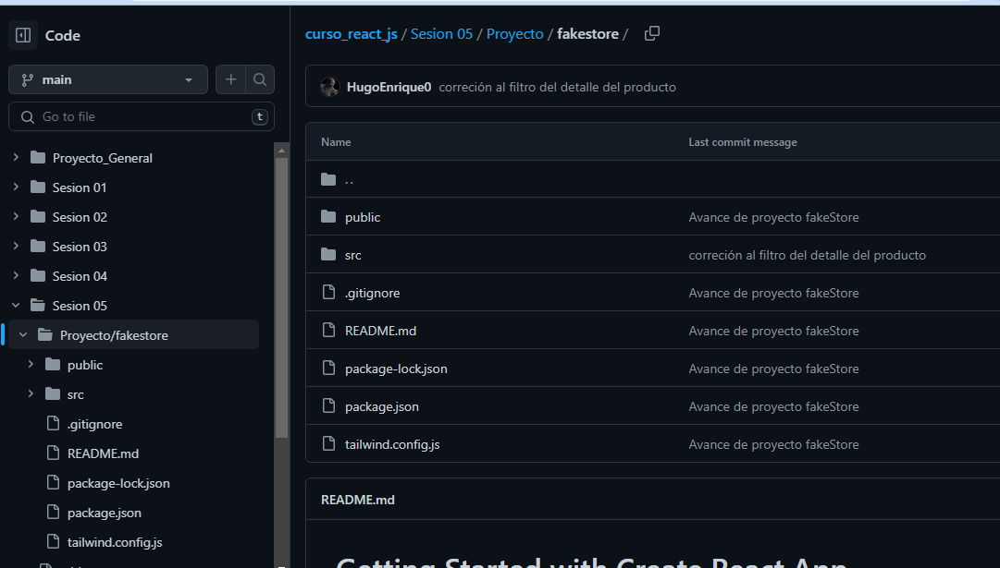 Code
main
Go to file
t
Proyecto_General
Sesion 01
Sesion 02
Sesion 03
Sesion 04
Sesion 05
Proyecto/fakestore
public
src
.gitignore
README.md
package-lock.json
package.json
tailwind.config.js
curso_react_js / Sesion 05 / Proyecto / fakestore /
HugoEnrique0 correción al filtro del detalle del producto
Name Last commit message
..
public Avance de proyecto fakeStore
src correción al filtro del detalle del producto
.gitignore Avance de proyecto fakeStore
README.md Avance de proyecto fakeStore
package-lock.json Avance de proyecto fakeStore
package.json Avance de proyecto fakeStore
tailwind.config.js Avance de proyecto fakeStore
README.md
Getting Started with Create React App